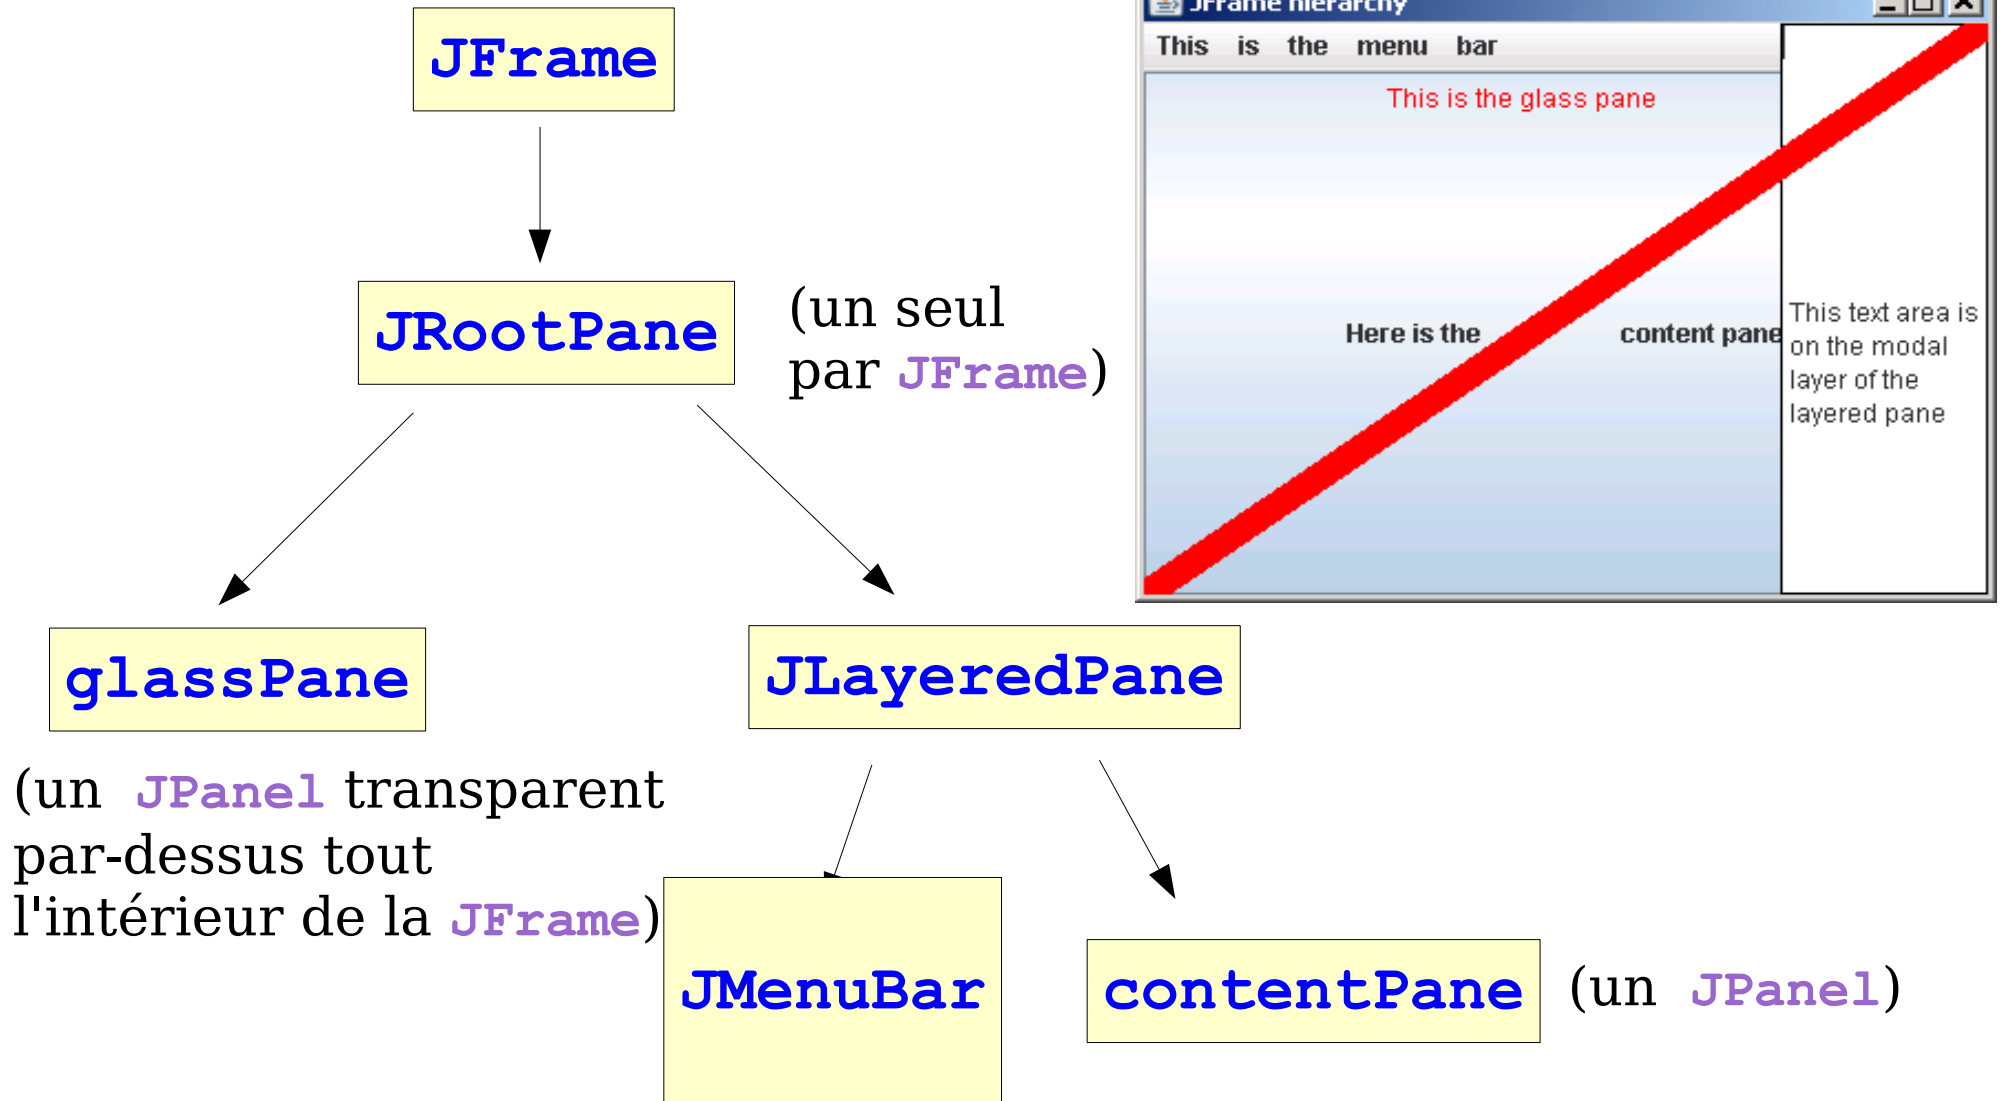 JFrame
JFrame hierarchy
This is the menu bar
This is the glass pane
Here is the content pane
This text area is
on the modal
layer of the
layered pane
JRootPane
(un seul
par JFrame)
glassPane
JLayeredPane
(un JPanel transparent
par-dessus tout
l'intérieur de la JFrame)
JMenuBar
contentPane
(un JPanel)